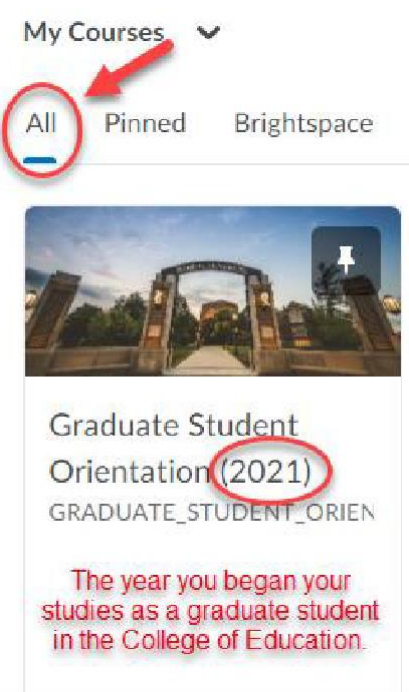 My Courses
All Pinned Brightspace
Graduate Student
Orientation (2021)
GRADUATE_STUDENT_ORIEN
The year you began your
studies as a graduate student
in the College of Education.